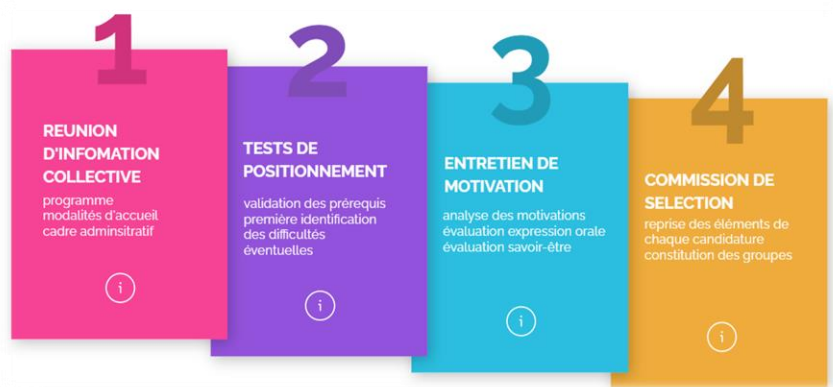 1
REUNION
D'INFOMATION
COLLECTIVE
programme
modalités d'accueil
cadre adminsitratif
i
2
TESTS DE
POSITIONNEMENT
validation des prérequis
première identification
des difficultés
éventuelles
i
3
ENTRETIEN DE
MOTIVATION
analyse des motivations
évaluation expression orale
évaluation savoir-être
i
4
COMMISSION DE
SELECTION
reprise des éléments de
chaque candidature
constitution des groupes
i